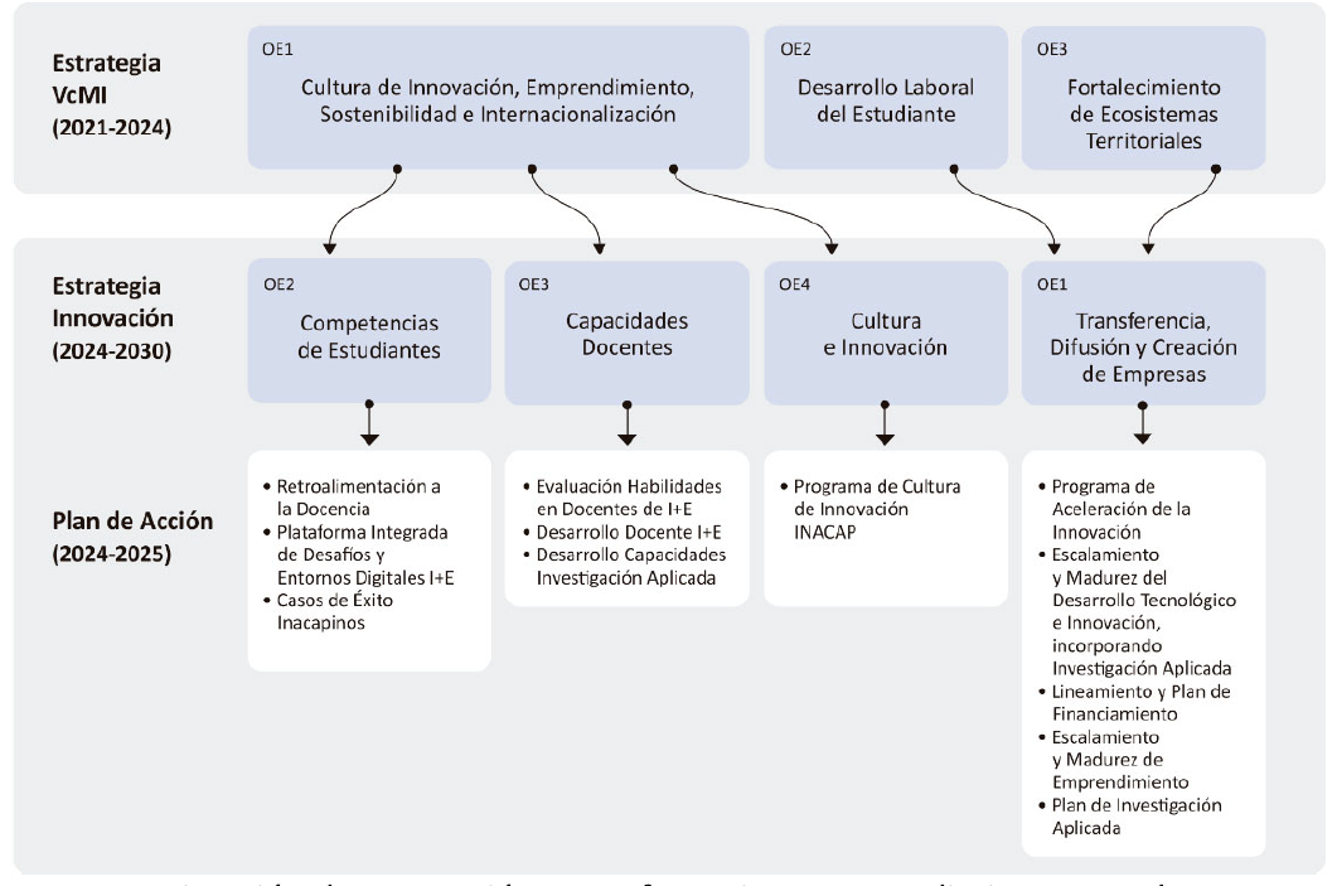 Estrategia
VcMI
(2021-2024)
OE1
Cultura de Innovación, Emprendimiento,
Sostenibilidad e Internacionalización
OE2
Desarrollo Laboral
del Estudiante
OE3
Fortalecimiento
de Ecosistemas
Territoriales
Estrategia
Innovación
(2024-2030)
OE2
Competencias
de Estudiantes
OE3
Capacidades
Docentes
OE4
Cultura
e Innovación
OE1
Transferencia,
Difusión y Creación
de Empresas
Plan de Acción
(2024-2025)
• Retroalimentación a
la Docencia
• Plataforma Integrada
de Desafíos y
Entornos Digitales I+E
• Casos de Éxito
Inacapinos
• Evaluación Habilidades
en Docentes de I+E
• Desarrollo Docente I+E
• Desarrollo Capacidades
Investigación Aplicada
• Programa de Cultura
de Innovación
INACAP
• Programa de
Aceleración de la
Innovación
• Escalamiento
y Madurez del
Desarrollo Tecnológico
e Innovación,
incorporando
Investigación Aplicada
• Lineamiento y Plan de
Financiamiento
• Escalamiento
y Madurez de
Emprendimiento
• Plan de Investigación
Aplicada